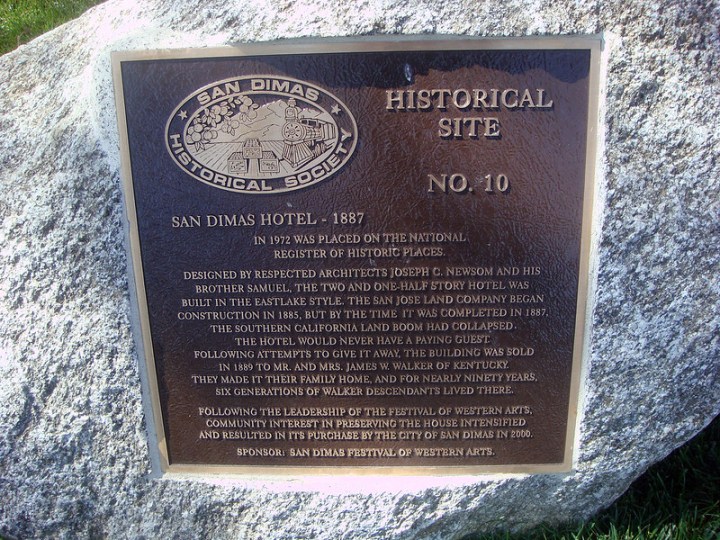 SAN DIMAS
HISTORICAL SOCIETY
HISTORICAL
SITE
NO. 10
SAN DIMAS HOTEL - 1887
IN 1972 WAS PLACED ON THE NATIONAL
REGISTER OF HISTORIC PLACES.
DESIGNED BY RESPECTED ARCHITECTS JOSEPH C. NEWSOM AND HIS
BROTHER SAMUEL, THE TWO AND ONE-HALF STORY HOTEL WAS
BUILT IN THE EASTLAKE STYLE. THE SAN JOSE LAND COMPANY BEGAN
CONSTRUCTION IN 1885, BUT BY THE TIME IT WAS COMPLETED IN 1887,
THE SOUTHERN CALIFORNIA LAND BOOM HAD COLLAPSED.
THE HOTEL WOULD NEVER HAVE A PAYING GUEST.
FOLLOWING ATTEMPTS TO GIVE IT AWAY, THE BUILDING WAS SOLD
IN 1889 TO MR. AND MRS. JAMES W. WALKER OF KENTUCKY.
THEY MADE IT THEIR FAMILY HOME, AND FOR NEARLY NINETY YEARS,
SIX GENERATIONS OF WALKER DESCENDANTS LIVED THERE.
FOLLOWING THE LEADERSHIP OF THE FESTIVAL OF WESTERN ARTS,
COMMUNITY INTEREST IN PRESERVING THE HOUSE INTENSIFIED
AND RESULTED IN ITS PURCHASE BY THE CITY OF SAN DIMAS IN 2000.
SPONSOR: SAN DIMAS FESTIVAL OF WESTERN ARTS.